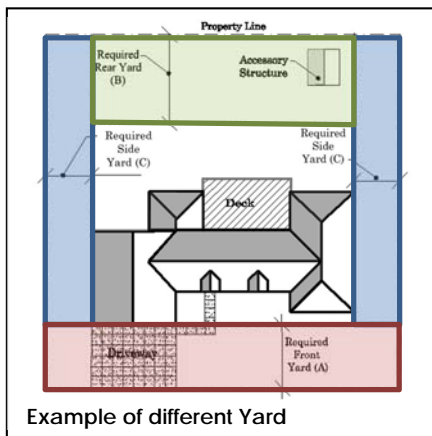 Property Line
Required
Rear Yard
(B)
Accessory
Structure
Required
Side
Yard (C)
Required
Side
Yard (C)
Deck
Driveway
Required
Front
Yard (A)
Example of different Yard